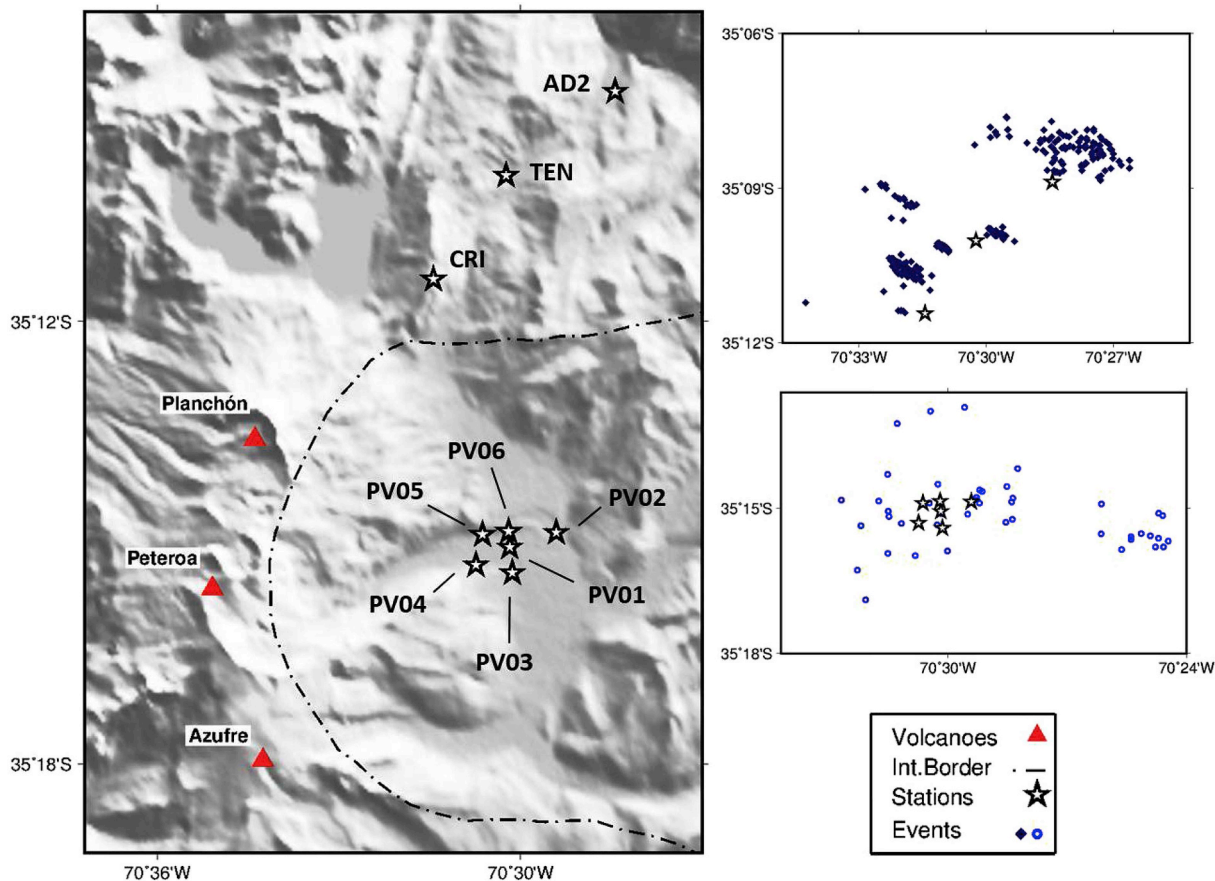 AD2
TEN
CRI
35°12'S
Planchón
PV06
PV05
PV02
Peteroa
PV04
PV01
PV03
Azufre
35°18'S
70°36'W
70°30'W
35°06'S
35°09'S
35°12'S
70°33'W
70°30'W
70°27'W
35°15'S
35°18'S
70°30'W
70°24'W
Volcanoes
Int.Border
Stations
Events